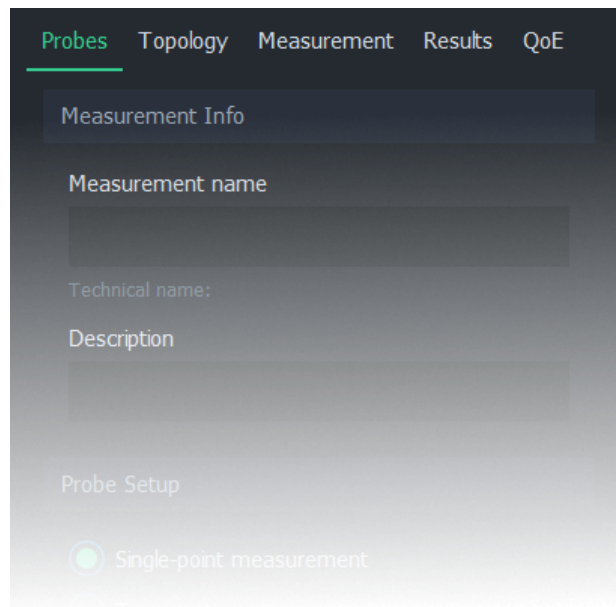 Probes Topology Measurement Results QoE
Measurement Info
Measurement name
Technical name:
Description
Probe Setup
Single-point measurement